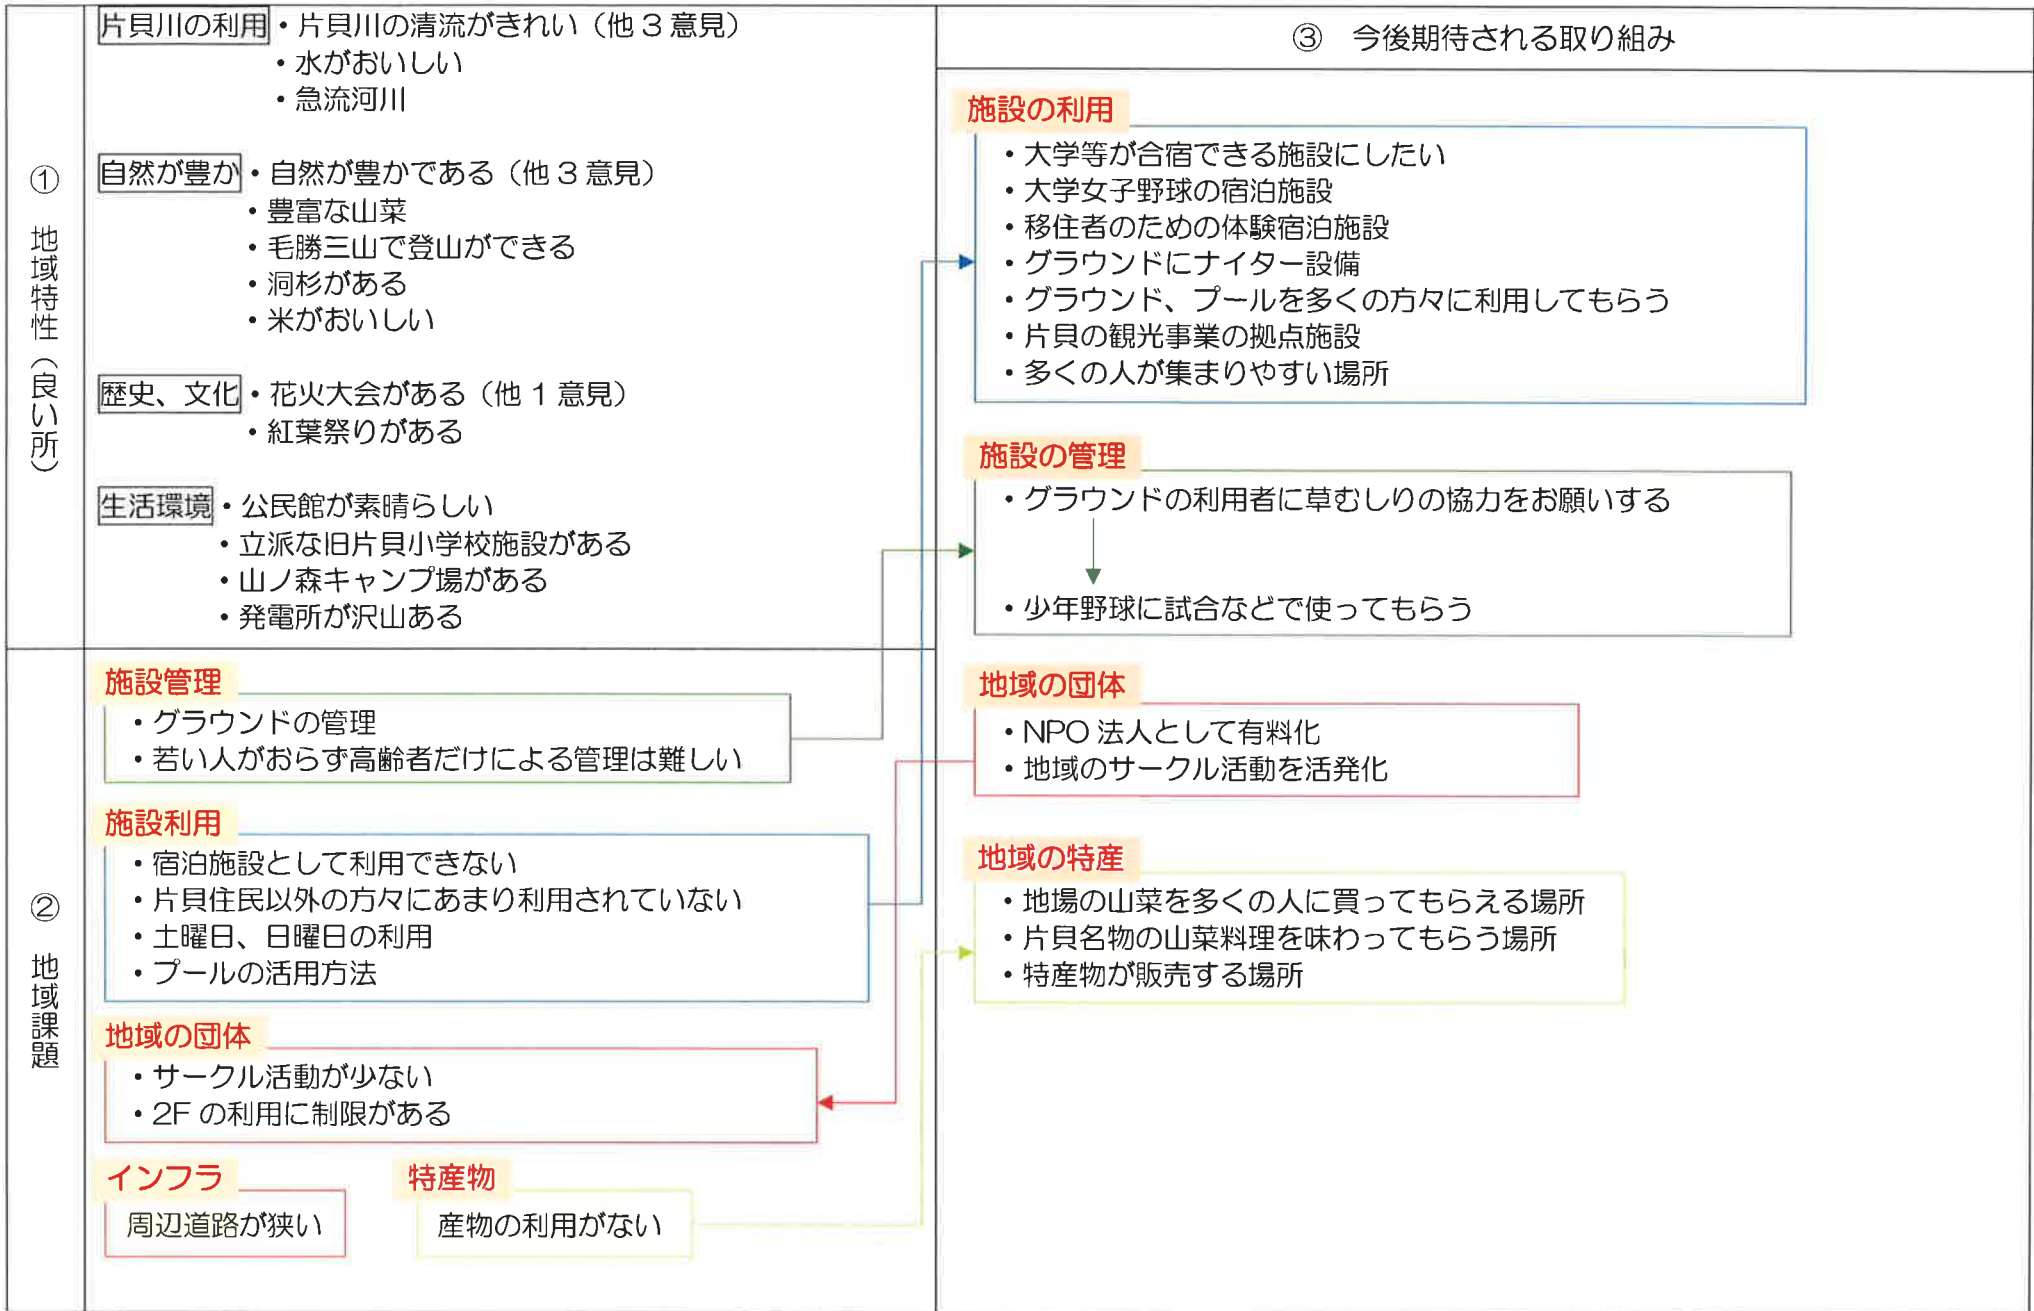 ① 地域特性（良い所）
片貝川の利用・片貝川の清流がきれい（他 3 意見）
・水がおいしい
・急流河川
自然が豊か・自然が豊かである（他 3 意見）
・豊富な山菜
・毛勝三山で登山ができる
・洞杉がある
・米がおいしい
歴史、文化・花火大会がある（他 1 意見）
・紅葉祭りがある
生活環境・公民館が素晴らしい
・立派な旧片貝小学校施設がある
・山ノ森キャンプ場がある
・発電所が沢山ある
② 地域課題
施設管理
・グラウンドの管理
・若い人がおらず高齢者だけによる管理は難しい
施設利用
・宿泊施設として利用できない
・片貝住民以外の方々にあまり利用されていない
・土曜日、日曜日の利用
・プールの活用方法
地域の団体
・サークル活動が少ない
・2F の利用に制限がある
インフラ
周辺道路が狭い
特産物
産物の利用がない
③ 今後期待される取り組み
施設の利用
・大学等が合宿できる施設にしたい
・大学女子野球の宿泊施設
・移住者のための体験宿泊施設
・グラウンドにナイター設備
・グラウンド、プールを多くの方々に利用してもらう
・片貝の観光事業の拠点施設
・多くの人が集まりやすい場所
施設の管理
・グラウンドの利用者に草むしりの協力をお願いする
・少年野球に試合などで使ってもらう
地域の団体
・NPO 法人として有料化
・地域のサークル活動を活発化
地域の特産
・地場の山菜を多くの人に買ってもらえる場所
・片貝名物の山菜料理を味わってもらう場所
・特産物が販売する場所